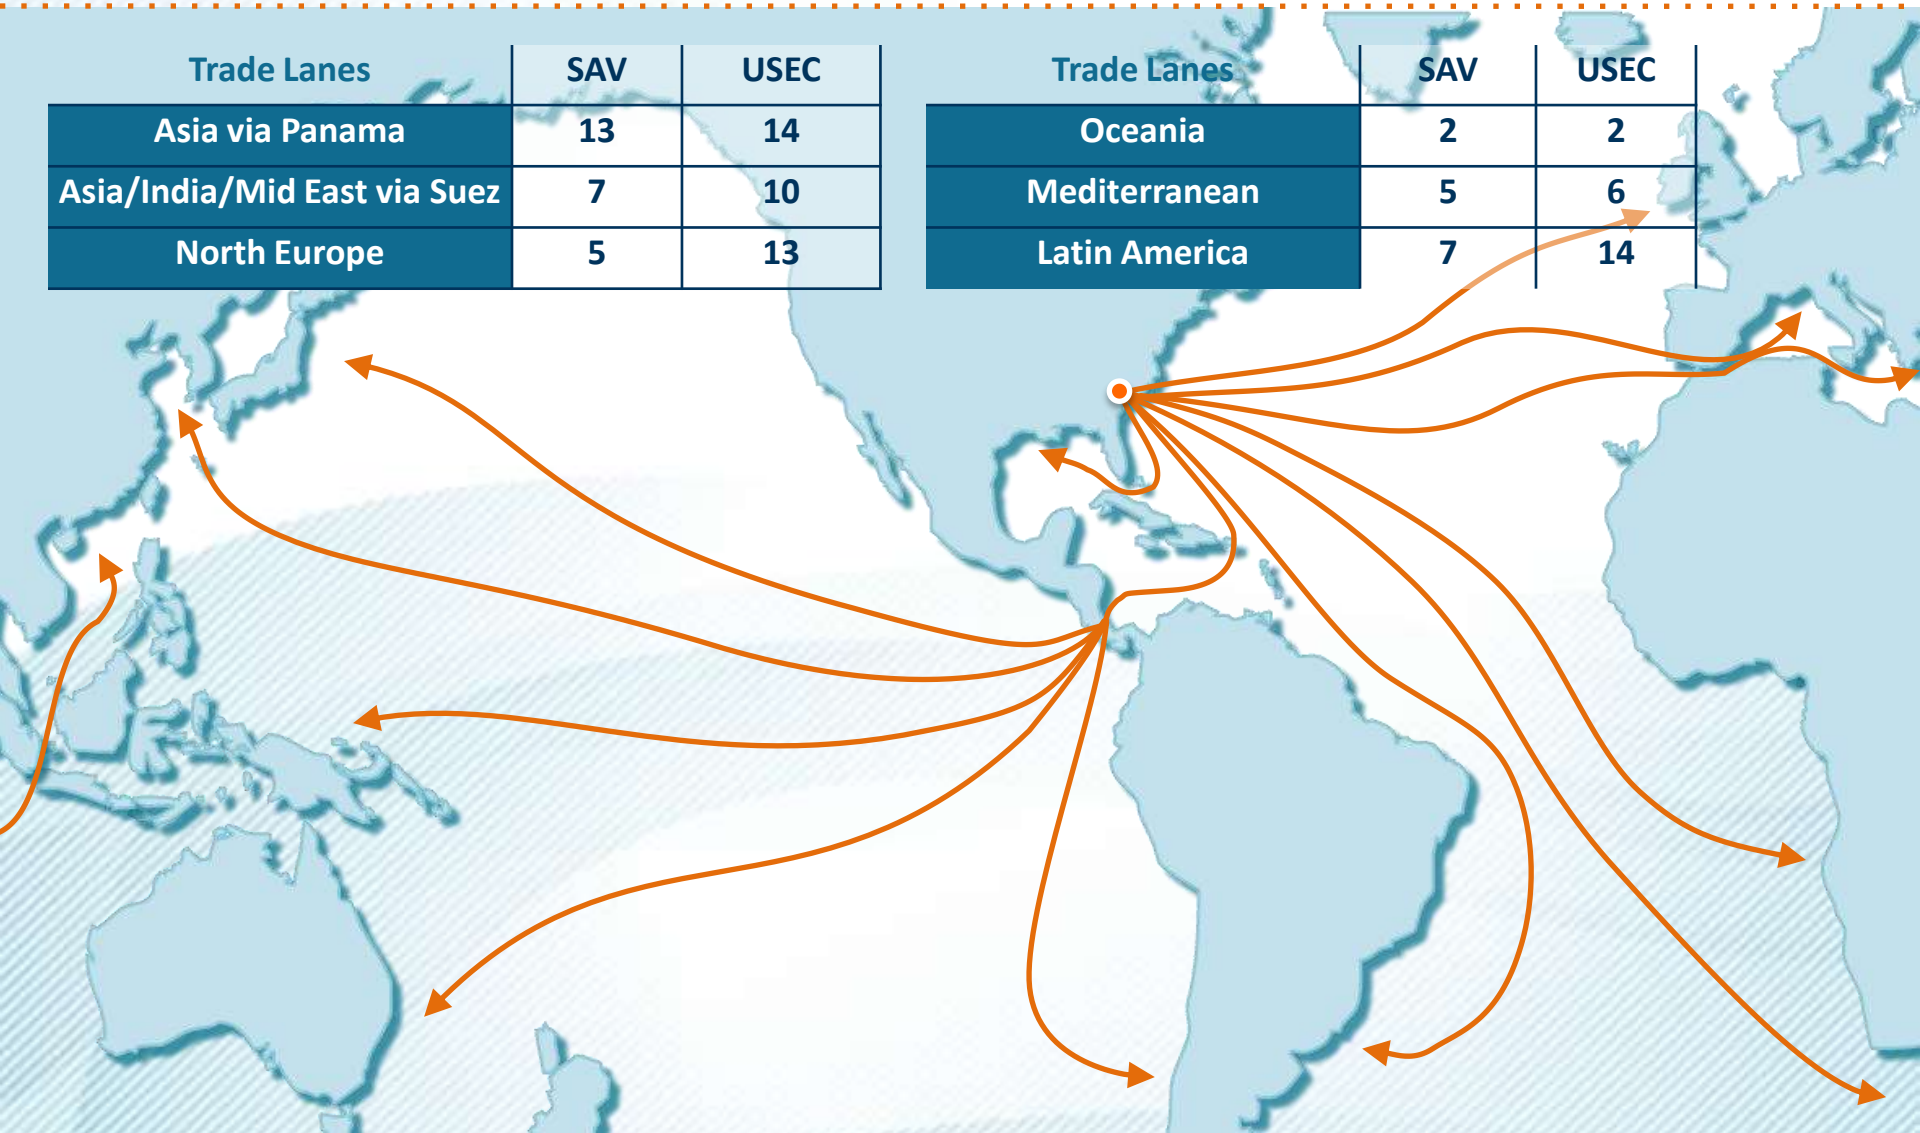 Trade Lanes SAV USEC
Asia via Panama 13 14
Asia/India/Mid East via Suez 7 10
North Europe 5 13
Trade Lanes SAV USEC
Oceania 2 2
Mediterranean 5 6
Latin America 7 14